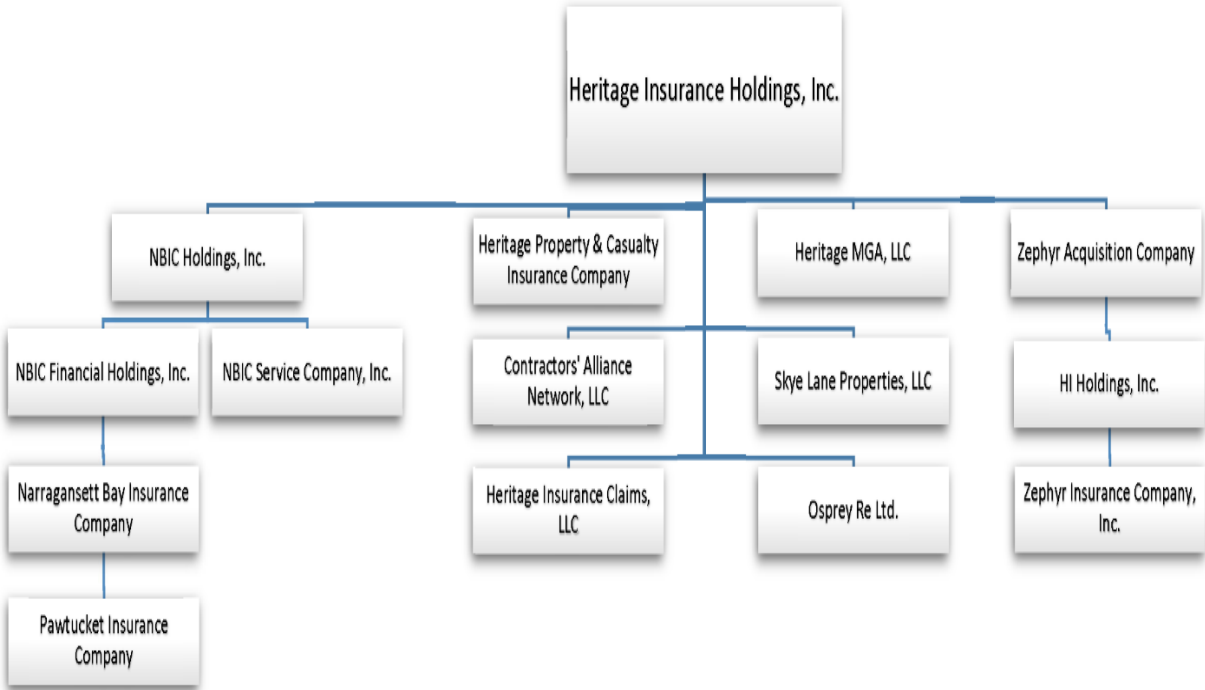 Heritage Insurance Holdings, Inc.
NBIC Holdings, Inc.
Heritage Property & Casualty
Insurance Company
Heritage MGA, LLC
Zephyr Acquisition Company
NBIC Financial Holdings, Inc.
NBIC Service Company, Inc.
Contractors' Alliance
Network, LLC
Skye Lane Properties, LLC
HI Holdings, Inc.
Narragansett Bay Insurance
Company
Heritage Insurance Claims,
LLC
Osprey Re Ltd.
Zephyr Insurance Company,
Inc.
Pawtucket Insurance
Company